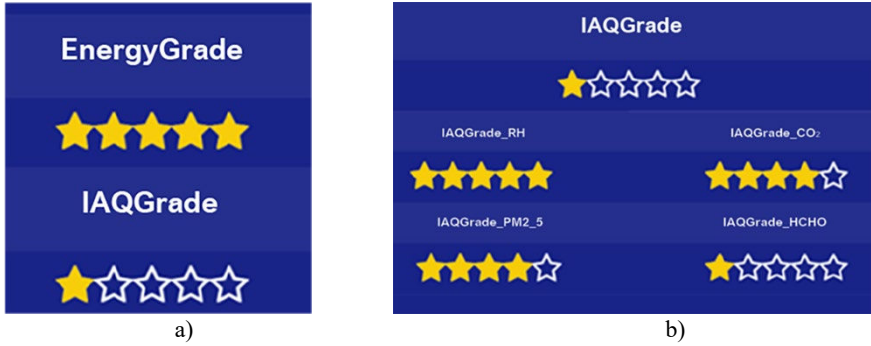 EnergyGrade
IAQGrade
a)
IAQGrade
IAQGrade_RH
IAQGrade_CO₂
IAQGrade_PM2_5
IAQGrade_HCHO
b)